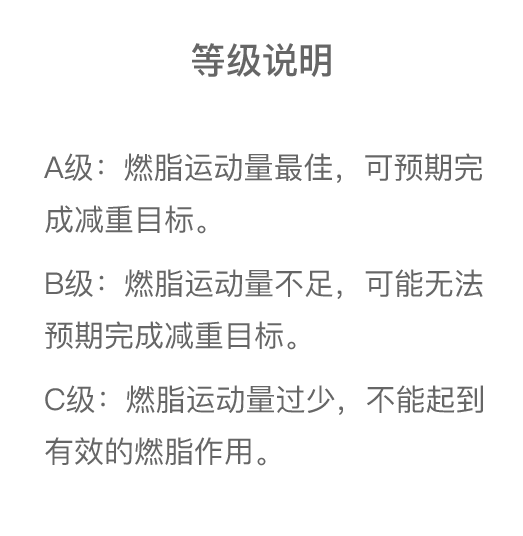 等级说明
A级：燃脂运动量最佳，可预期完
成减重目标。
B级：燃脂运动量不足，可能无法
预期完成减重目标。
C级：燃脂运动量过少，不能起到
有效的燃脂作用。